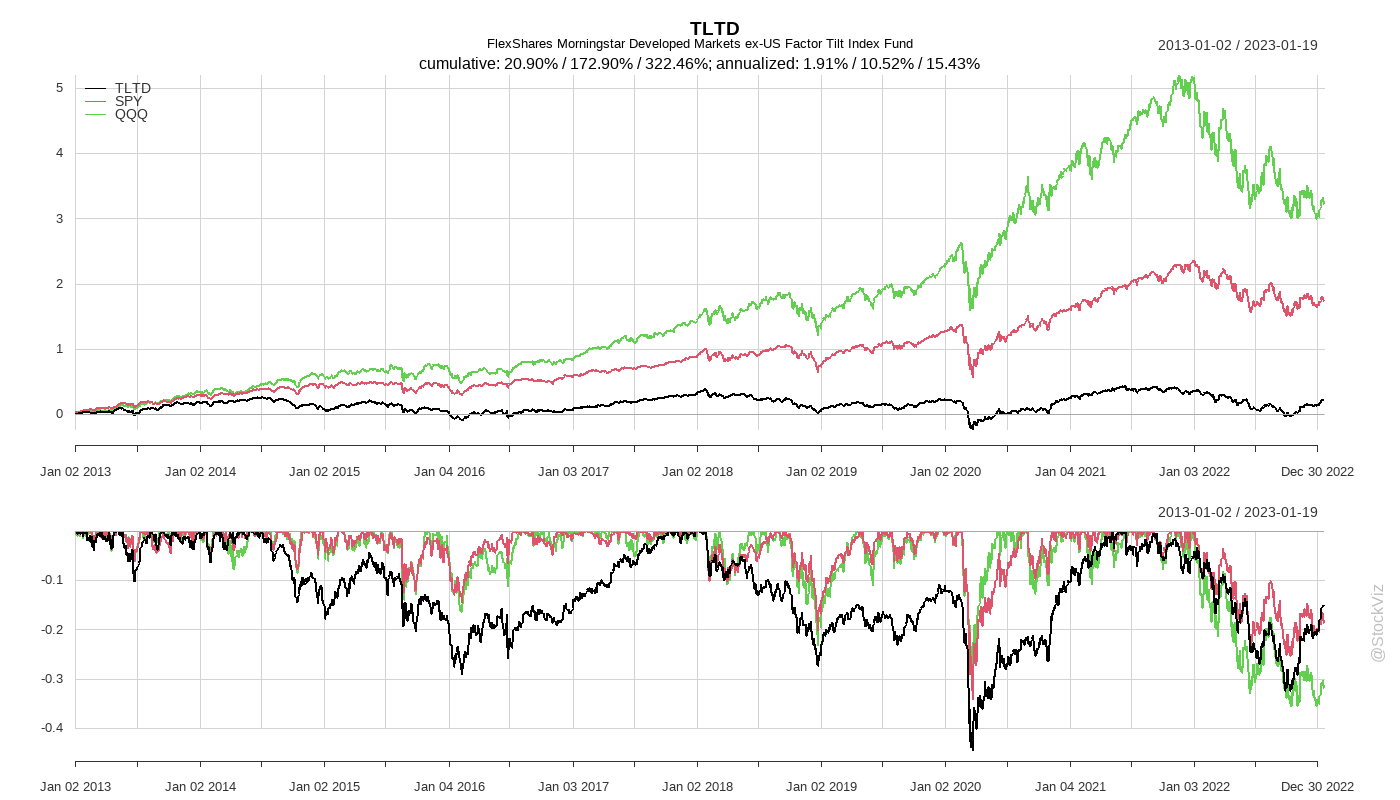 TLTD
FlexShares Morningstar Developed Markets ex-US Factor Tilt Index Fund
2013-01-02 / 2023-01-19
cumulative: 20.90% / 172.90% / 322.46%; annualized: 1.91% / 10.52% / 15.43%
TLTD
SPY
QQQ
5
4
3
2
1
0
Jan 02 2013 Jan 02 2014 Jan 02 2015 Jan 04 2016 Jan 03 2017 Jan 02 2018 Jan 02 2019 Jan 02 2020 Jan 04 2021 Jan 03 2022 Dec 30 2022
2013-01-02 / 2023-01-19
-0.1
-0.2
-0.3
-0.4
Jan 02 2013 Jan 02 2014 Jan 02 2015 Jan 04 2016 Jan 03 2017 Jan 02 2018 Jan 02 2019 Jan 02 2020 Jan 04 2021 Jan 03 2022 Dec 30 2022
@StockViz